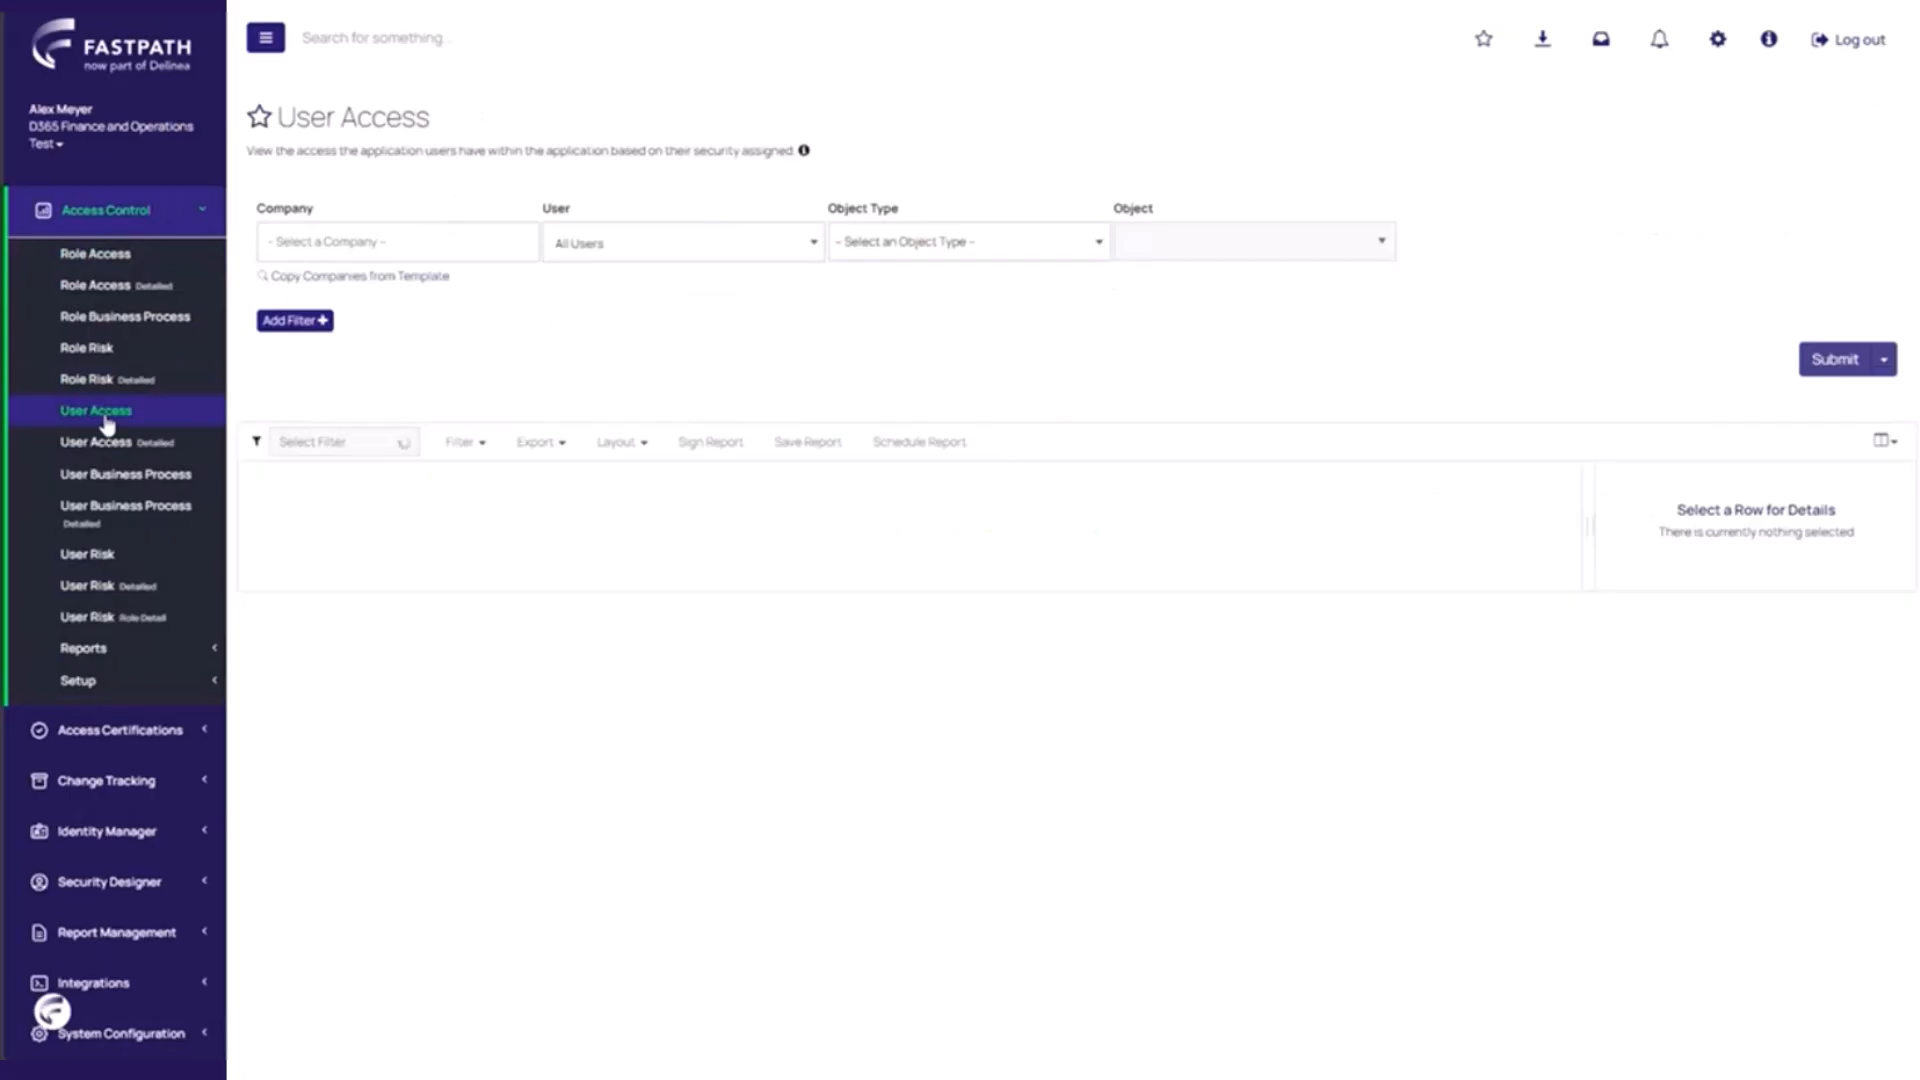 FASTPATH
now part of Delinea
Alex Meyer
D365 Finance and Operations
Test
Access Control
Role Access
Role Access Detailed
Role Business Process
Role Risk
Role Risk Detailed
User Access
User Access Detailed
User Business Process
User Business Process
Detailed
User Risk
User Risk Detailed
User Risk Role Detail
Reports
Setup
Access Certifications
Change Tracking
Identity Manager
Security Designer
Report Management
Integrations
System Configuration
Search for something...
Log out
User Access
View the access the application users have within the application based on their security assigned.
Company User Object Type Object
- Select a Company - All Users - Select an Object Type -
Copy Companies from Template
Add Filter +
Submit
Select Filter Filter Export Layout Sign Report Save Report Schedule Report
Select a Row for Details
There is currently nothing selected